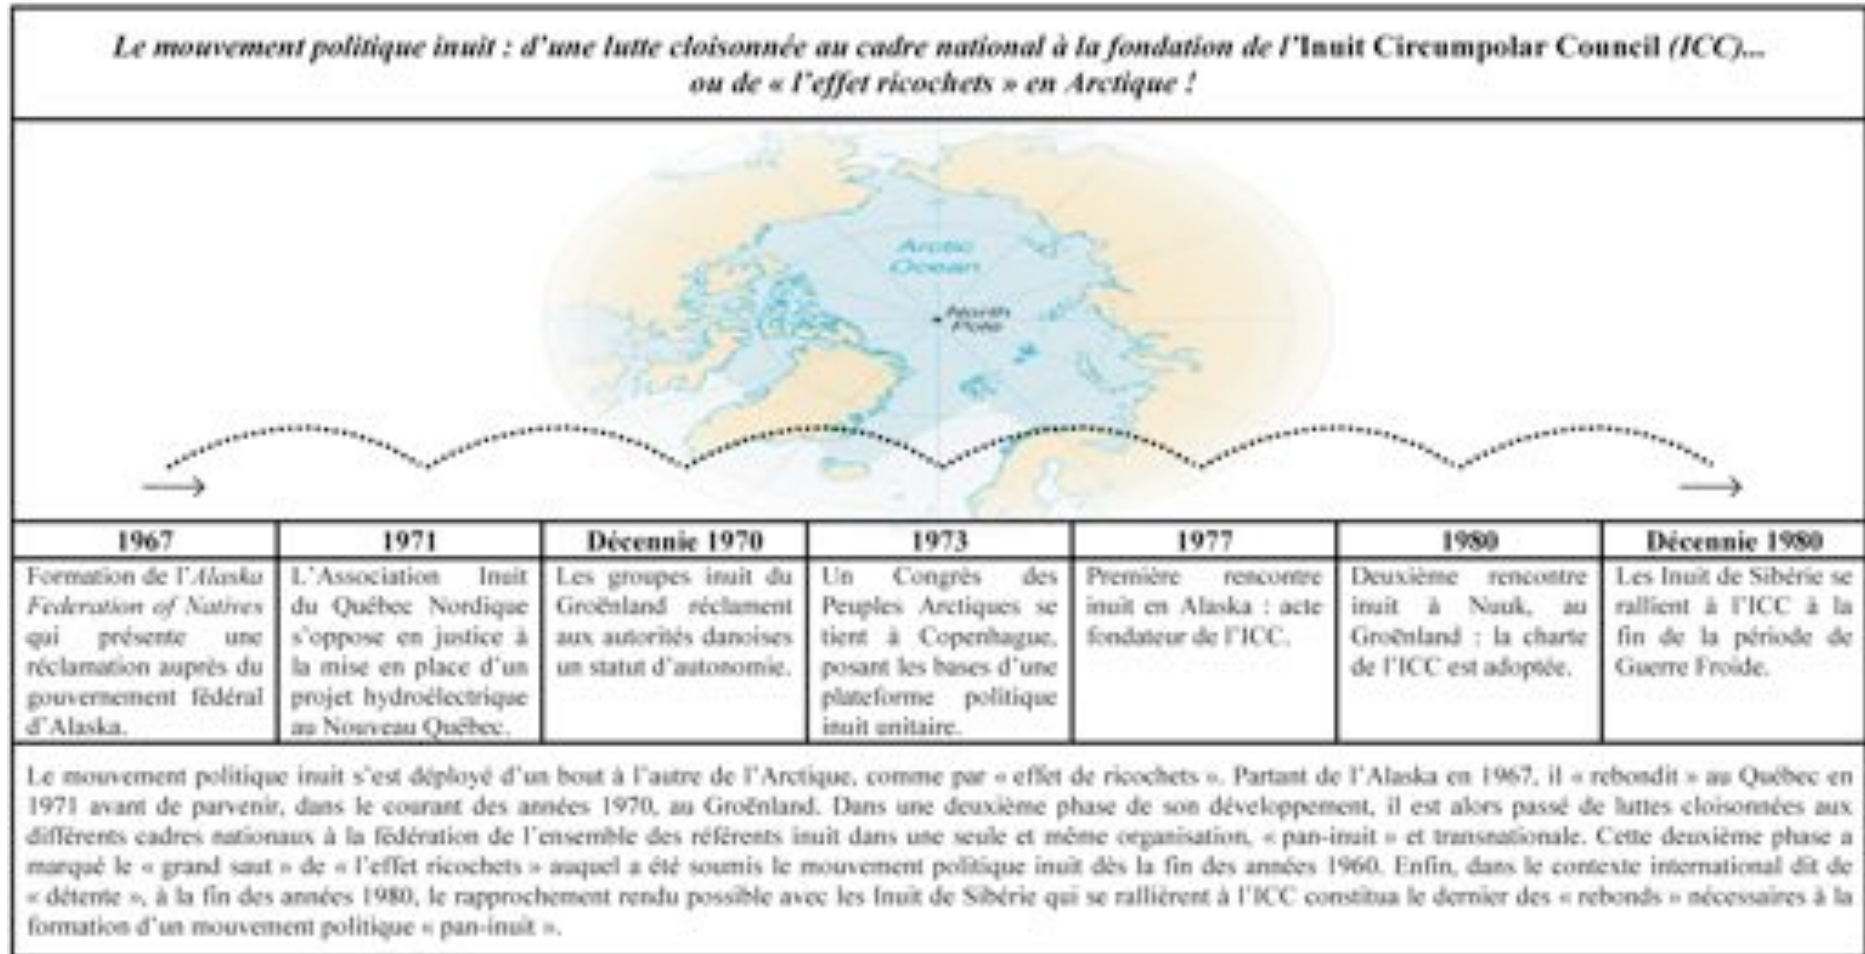 Le mouvement politique inuit : d'une lutte cloisonnée au cadre national à la fondation de l'Inuit Circumpolar Council (ICC)...
ou de « l'effet ricochets » en Arctique !
Arctic
Ocean
North
Pole
1967
Formation de l'Alaska
Federation of Natives
qui présente une
réclamation auprès du
gouvernement fédéral
d'Alaska.
1971
L'Association Inuit
du Québec Nordique
s'oppose en justice à
la mise en place d'un
projet hydroélectrique
au Nouveau Québec.
Décennie 1970
Les groupes inuit du
Groënland réclament
aux autorités danoises
un statut d'autonomie.
1973
Un Congrès des
Peuples Arctiques se
tient à Copenhague,
posant les bases d'une
plateforme politique
inuit unitaire.
1977
Première rencontre
inuit en Alaska : acte
fondateur de l'ICC.
1980
Deuxième rencontre
inuit à Nuuk, au
Groënland : la charte
de l'ICC est adoptée.
Décennie 1980
Les Inuit de Sibérie se
rallient à l'ICC à la
fin de la période de
Guerre Froide.
Le mouvement politique inuit s'est déployé d'un bout à l'autre de l'Arctique, comme par « effet de ricochets ». Partant de l'Alaska en 1967, il « rebondit » au Québec en
1971 avant de parvenir, dans le courant des années 1970, au Groënland. Dans une deuxième phase de son développement, il est alors passé de luttes cloisonnées aux
différents cadres nationaux à la fédération de l'ensemble des référents inuit dans une seule et même organisation, « pan-inuit » et transnationale. Cette deuxième phase a
marqué le « grand saut » de « l'effet ricochets » auquel a été soumis le mouvement politique inuit dès la fin des années 1960. Enfin, dans le contexte international dit de
« détente », à la fin des années 1980, le rapprochement rendu possible avec les Inuit de Sibérie qui se rallièrent à l'ICC constitua le dernier des « rebonds » nécessaires à la
formation d'un mouvement politique « pan-inuit ».